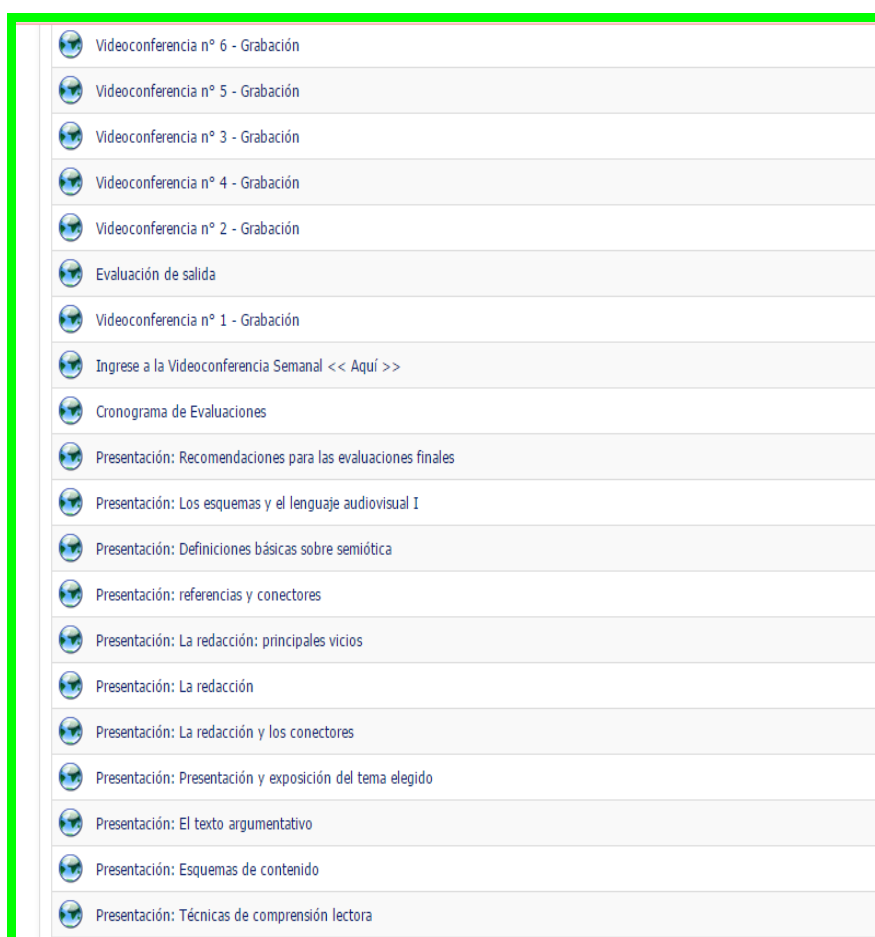 Videoconferencia n° 6 - Grabación
Videoconferencia n° 5 - Grabación
Videoconferencia n° 3 - Grabación
Videoconferencia n° 4 - Grabación
Videoconferencia n° 2 - Grabación
Evaluación de salida
Videoconferencia n° 1 - Grabación
Ingrese a la Videoconferencia Semanal << Aquí >>
Cronograma de Evaluaciones
Presentación: Recomendaciones para las evaluaciones finales
Presentación: Los esquemas y el lenguaje audiovisual I
Presentación: Definiciones básicas sobre semiótica
Presentación: referencias y conectores
Presentación: La redacción: principales vicios
Presentación: La redacción
Presentación: La redacción y los conectores
Presentación: Presentación y exposición del tema elegido
Presentación: El texto argumentativo
Presentación: Esquemas de contenido
Presentación: Técnicas de comprensión lectora